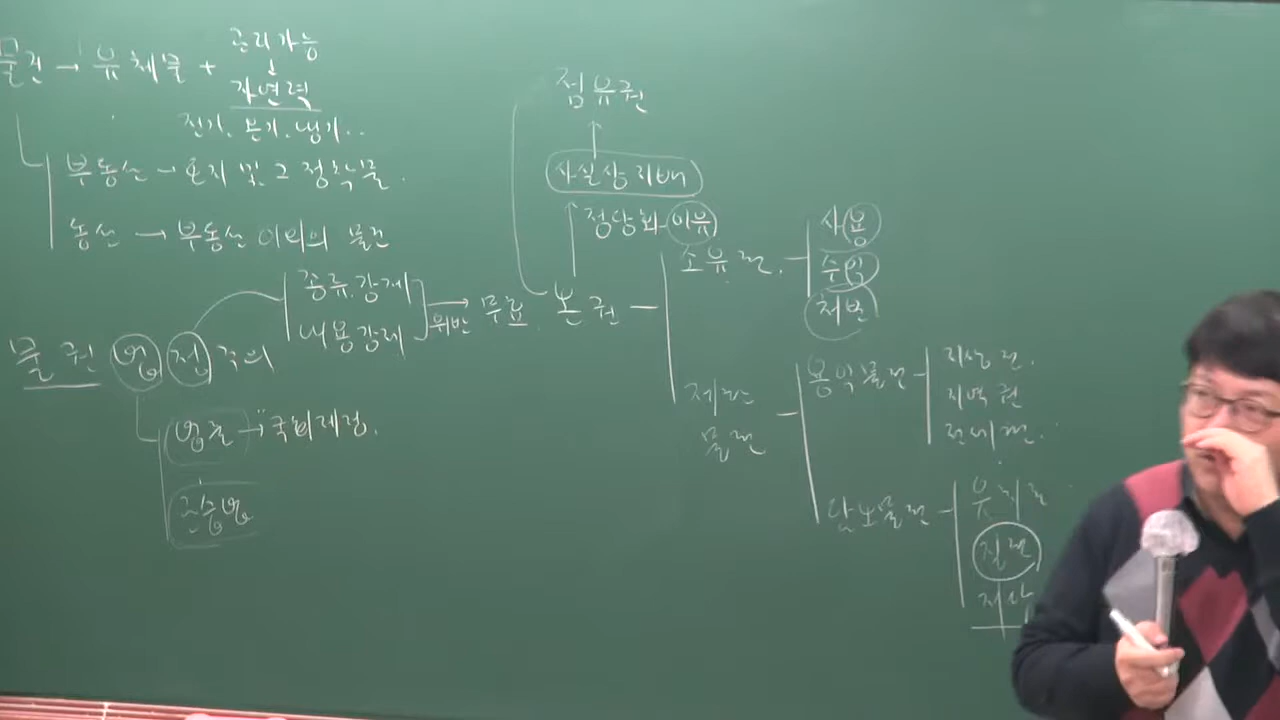 물건 → 유체물 + 관리가능
↓
자연력
전기. 온기. 냉기..
부동산 → 토지 및 그 정착물.
동산 → 부동산 이외의 물건
물권 법 정 주의
종류.강제
내용강제
위반
무효.
법률 → 국회제정.
관습법
점유권
사실상 지배
정당화 이유
본권
소유권.
사용
수익
처분
제한
물권
용익물권
지상권.
지역권
전세권.
담보물권
유치권
질권
저당